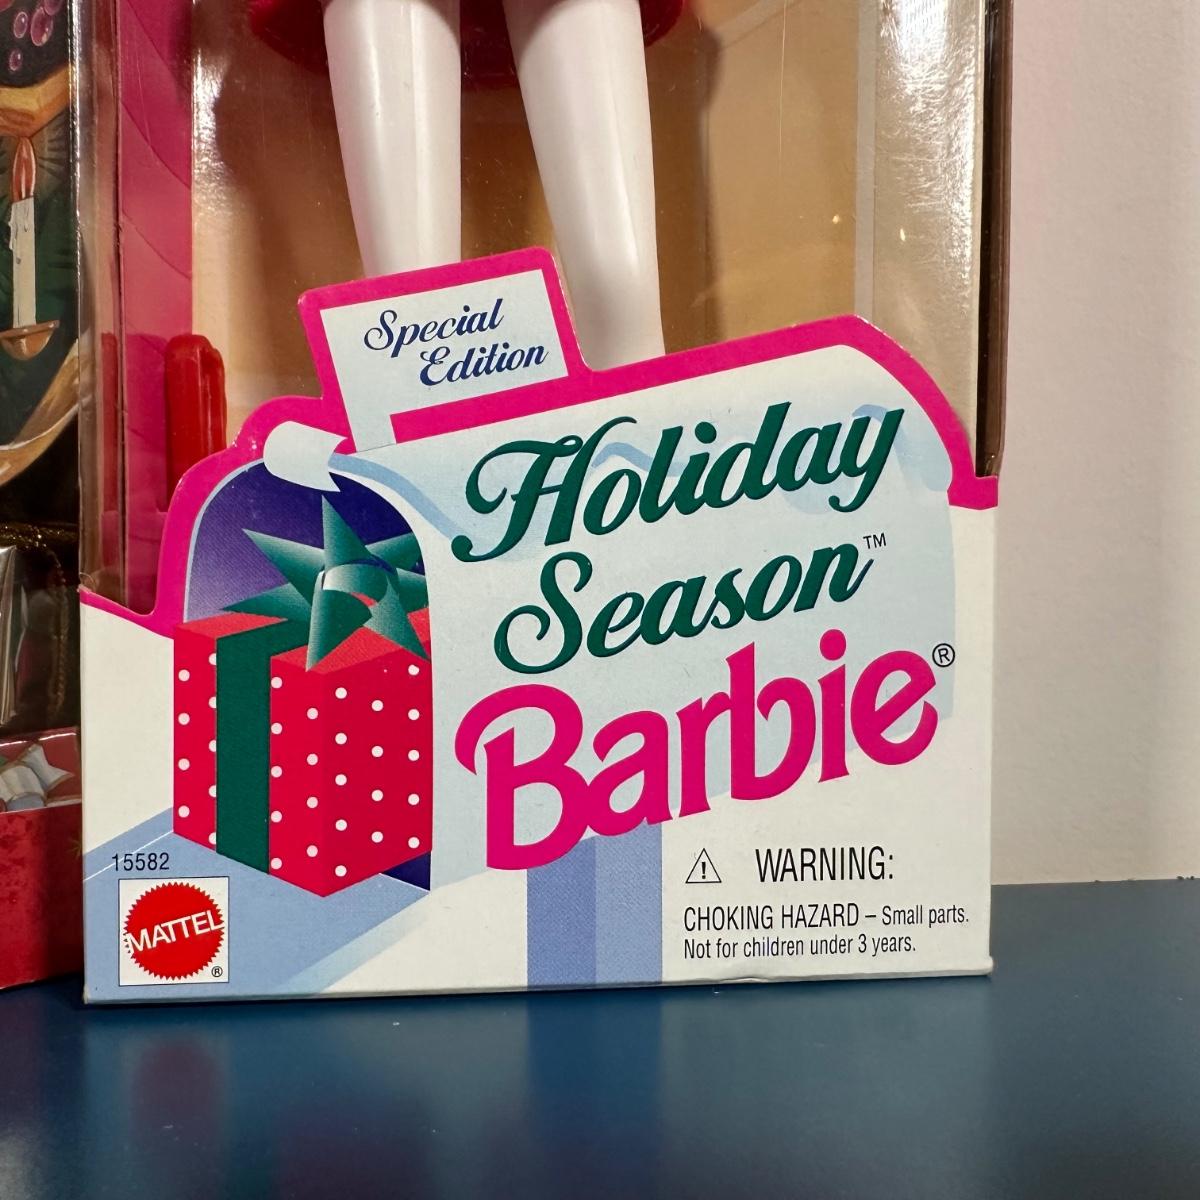 Special
Edition
Holiday
Season™
Barbie®
15582
MATTEL
®
⚠ WARNING:
CHOKING HAZARD – Small parts.
Not for children under 3 years.